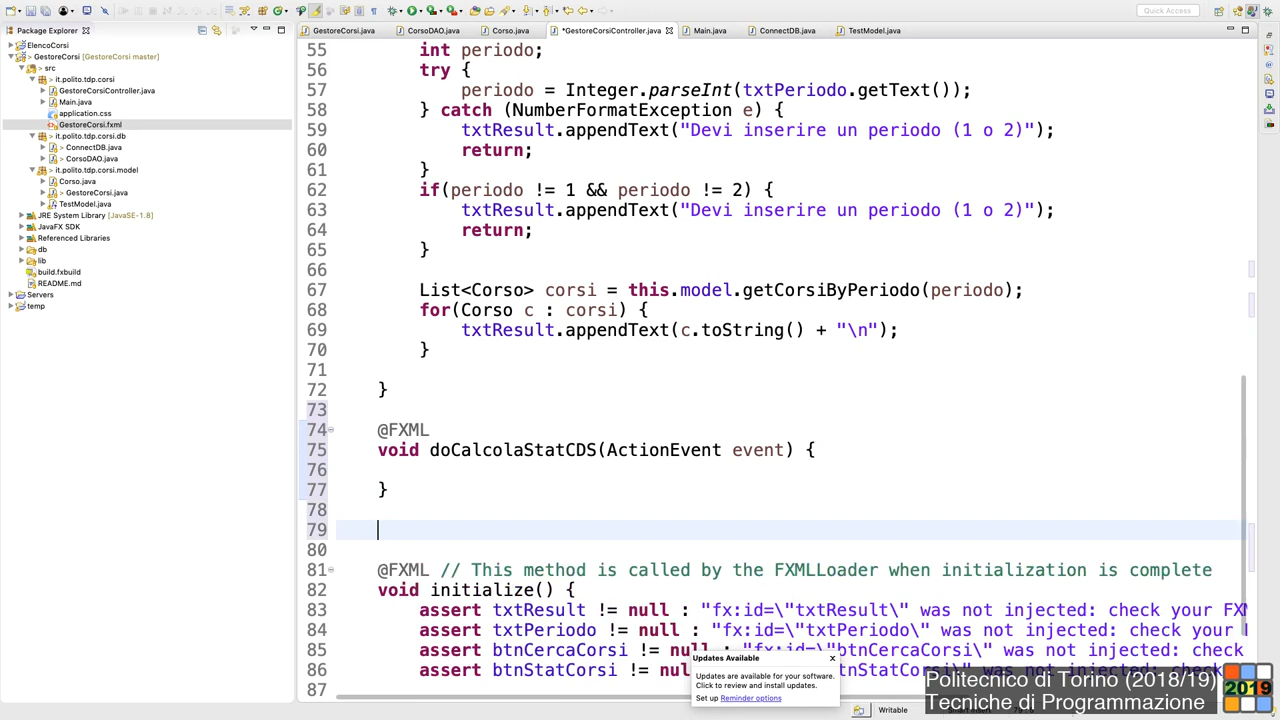 Quick Access
Package Explorer
GestoreCorsi.java
CorsoDAO.java
Corso.java
*GestoreCorsiController.java
Main.java
ConnectDB.java
TestModel.java
ElencoCorsi
> GestoreCorsi [GestoreCorsi master]
> src
> it.polito.tdp.corsi
> GestoreCorsiController.java
Main.java
application.css
> GestoreCorsi.fxml
> it.polito.tdp.corsi.db
> ConnectDB.java
> CorsoDAO.java
> it.polito.tdp.corsi.model
Corso.java
> GestoreCorsi.java
TestModel.java
JRE System Library [JavaSE-1.8]
JavaFX SDK
Referenced Libraries
db
lib
build.fxbuild
README.md
Servers
temp
55 int periodo;
56 try {
57 periodo = Integer.parseInt(txtPeriodo.getText());
58 } catch (NumberFormatException e) {
59 txtResult.appendText("Devi inserire un periodo (1 o 2)");
60 return;
61 }
62 if(periodo != 1 && periodo != 2) {
63 txtResult.appendText("Devi inserire un periodo (1 o 2)");
64 return;
65 }
66
67 List<Corso> corsi = this.model.getCorsiByPeriodo(periodo);
68 for(Corso c : corsi) {
69 txtResult.appendText(c.toString() + "\n");
70 }
71
72 }
73
74 @FXML
75 void doCalcolaStatCDS(ActionEvent event) {
76
77 }
78
79
80
81 @FXML // This method is called by the FXMLLoader when initialization is complete
82 void initialize() {
83 assert txtResult != null : "fx:id=\"txtResult\" was not injected: check your FXM
84 assert txtPeriodo != null : "fx:id=\"txtPeriodo\" was not injected: check your
85 assert btnCercaCorsi != null : "fx:id=\"btnCercaCorsi\" was not injected: check
86 assert btnStatCorsi != nul btnStatCorsi\" was not injected: check
87
Updates Available
Updates are available for your software.
Click to review and install updates.
Set up Reminder options
Writable
Politecnico di Torino (2018/19)
Tecniche di Programmazione
2019